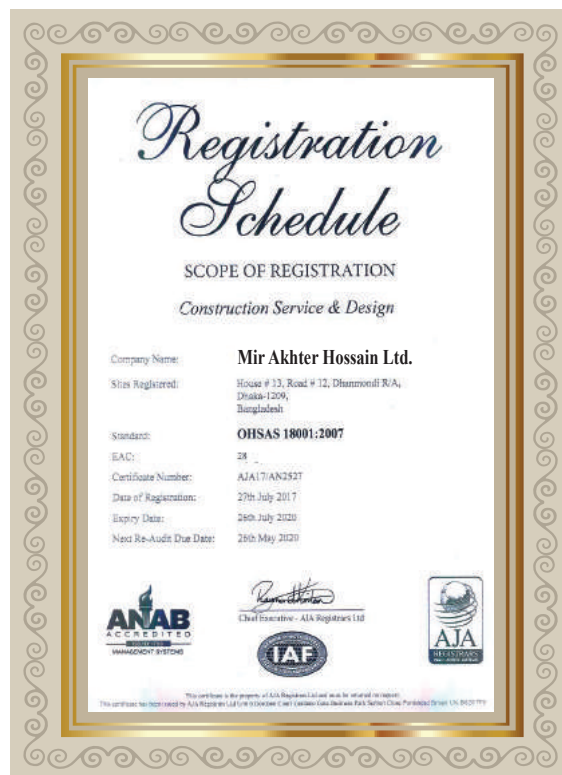 Registration
Schedule
SCOPE OF REGISTRATION
Construction Service & Design
Company Name: Mir Akhter Hossain Ltd.
Sites Registered: House # 13, Road # 12, Dhanmondi R/A,
Dhaka-1209,
Bangladesh
Standard: OHSAS 18001:2007
EAC: 28
Certificate Number: AJA17/AN2527
Date of Registration: 27th July 2017
Expiry Date: 26th July 2020
Next Re-Audit Due Date: 26th May 2020
ANAB
ACCREDITED
MANAGEMENT SYSTEMS
Chief Executive - AJA Registrars Ltd
IAF
AJA
REGISTRARS
This certificate is the property of AJA Registrars Ltd and must be returned on request.